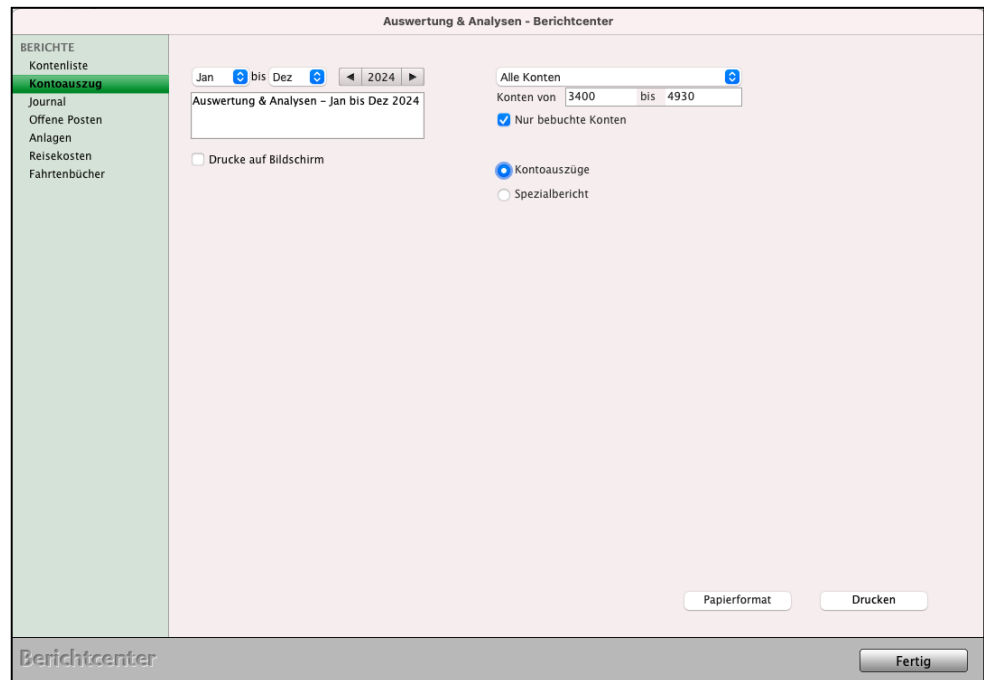 Auswertung & Analysen - Berichtcenter
BERICHTE
Kontenliste
Kontoauszug
Journal
Offene Posten
Anlagen
Reisekosten
Fahrtenbücher
Jan bis Dez 2024
Auswertung & Analysen – Jan bis Dez 2024
Drucke auf Bildschirm
Alle Konten
Konten von 3400 bis 4930
Nur bebuchte Konten
Kontoauszüge
Spezialbericht
Papierformat Drucken
Berichtcenter Fertig